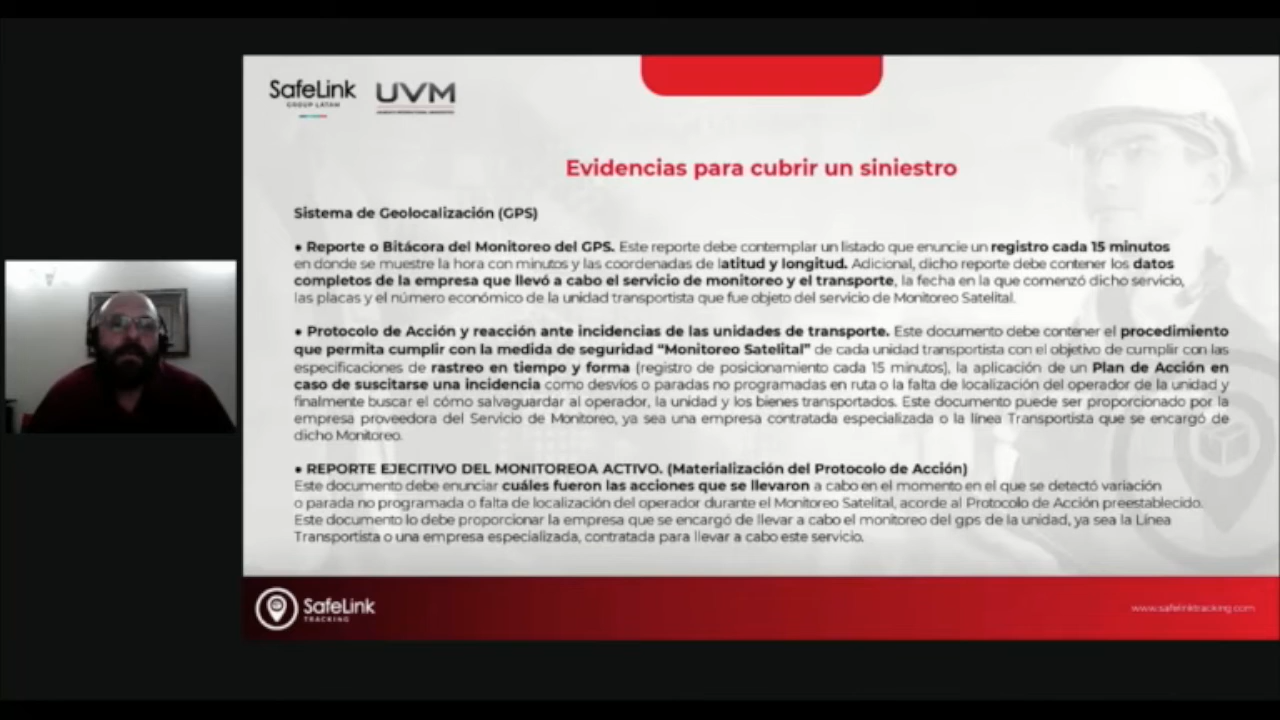 SafeLink
GROUP LATAM
UVM
Evidencias para cubrir un siniestro
Sistema de Geolocalización (GPS)
• Reporte o Bitácora del Monitoreo del GPS. Este reporte debe contemplar un listado que enuncie un registro cada 15 minutos
en donde se muestre la hora con minutos y las coordenadas de latitud y longitud. Adicional, dicho reporte debe contener los datos
completos de la empresa que llevó a cabo el servicio de monitoreo y el transporte, la fecha en la que comenzó dicho servicio,
las placas y el número económico de la unidad transportista que fue objeto del servicio de Monitoreo Satelital.
• Protocolo de Acción y reacción ante incidencias de las unidades de transporte. Este documento debe contener el procedimiento
que permita cumplir con la medida de seguridad “Monitoreo Satelital” de cada unidad transportista con el objetivo de cumplir con las
especificaciones de rastreo en tiempo y forma (registro de posicionamiento cada 15 minutos), la aplicación de un Plan de Acción en
caso de suscitarse una incidencia como desvíos o paradas no programadas en ruta o la falta de localización del operador de la unidad y
finalmente buscar el cómo salvaguardar al operador, la unidad y los bienes transportados. Este documento puede ser proporcionado por la
empresa proveedora del Servicio de Monitoreo, ya sea una empresa contratada especializada o la línea Transportista que se encargó de
dicho Monitoreo.
• REPORTE EJECITIVO DEL MONITOREOA ACTIVO. (Materialización del Protocolo de Acción)
Este documento debe enunciar cuáles fueron las acciones que se llevaron a cabo en el momento en el que se detectó variación
o parada no programada o falta de localización del operador durante el Monitoreo Satelital, acorde al Protocolo de Acción preestablecido.
Este documento lo debe proporcionar la empresa que se encargó de llevar a cabo el monitoreo del gps de la unidad, ya sea la Línea
Transportista o una empresa especializada, contratada para llevar a cabo este servicio.
SafeLink
TRACKING
www.safelinktracking.com